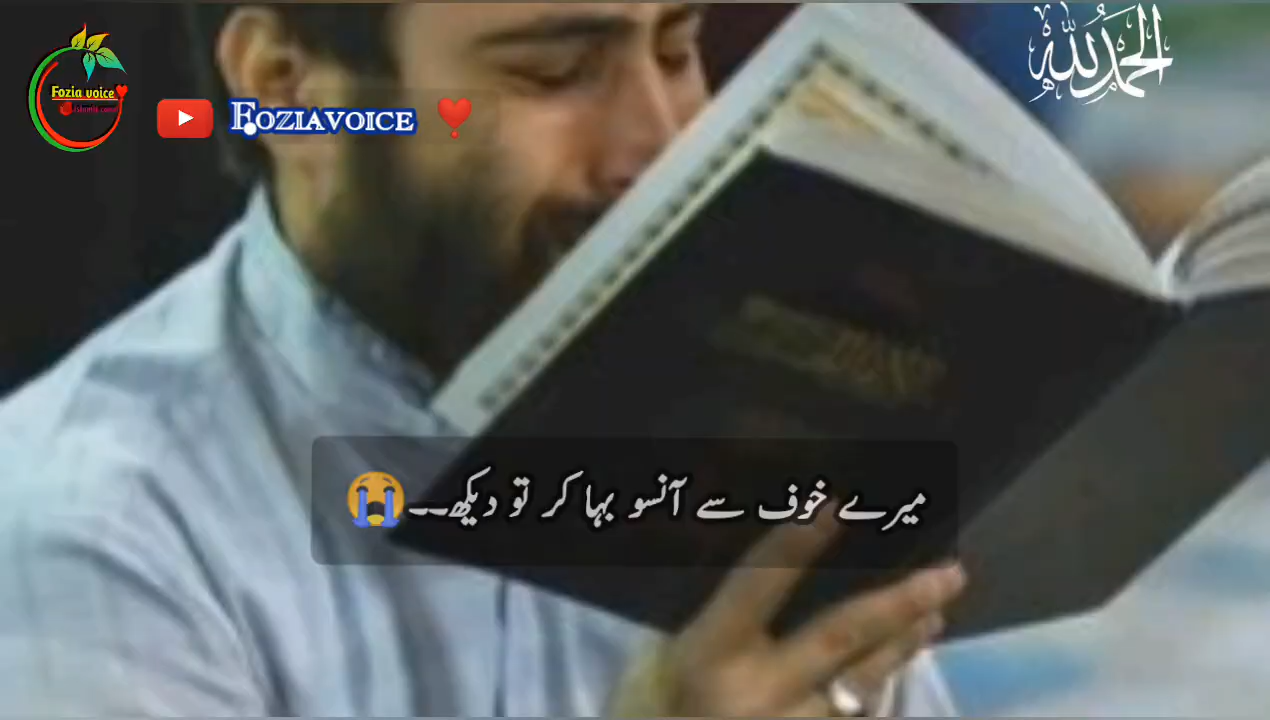 الحمد لله
Fozia voice
FOZIAVOICE
میرے خوف سے آنسو بہا کر تو دیکھ۔۔